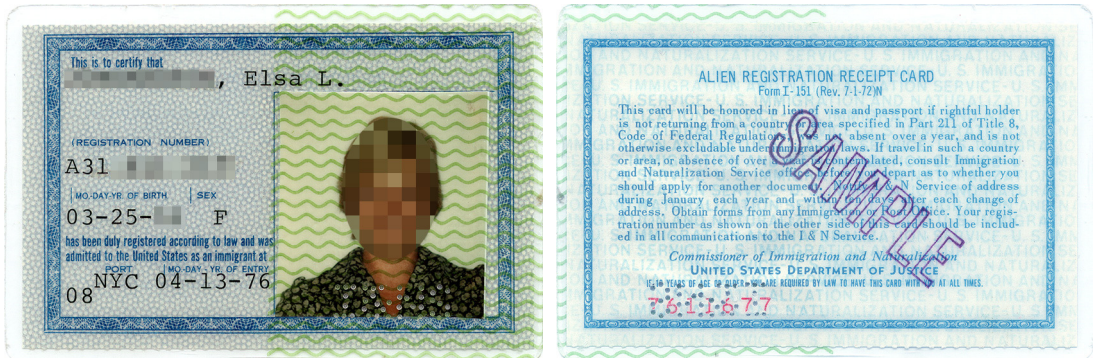 This is to certify that
, Elsa L.
(REGISTRATION NUMBER)
A31
MO.-DAY-YR. OF BIRTH SEX
03-25- F
has been duly registered according to law and was
admitted to the United States as an immigrant at
PORT MO.-DAY-YR. OF ENTRY
NYC 04-13-76
08
ALIEN REGISTRATION RECEIPT CARD
Form I-151 (Rev. 7-1-72)N
This card will be honored in lieu of visa and passport if rightful holder
is not returning from a country or area specified in Part 211 of Title 8,
Code of Federal Regulations, was not absent over a year, and is not
otherwise excludable under immigration laws. If travel in such a country
or area, or absence of over a year is contemplated, consult Immigration
and Naturalization Service office before depart as to whether you
should apply for another document. Notify I & N Service of address
during January each year and within days after each change of
address. Obtain forms from any Immigration or Post Office. Your regis-
tration number as shown on the other side of this card should be includ-
ed in all communications to the I & N Service.
Commissioner of Immigration and Naturalization
UNITED STATES DEPARTMENT OF JUSTICE
IF 18 YEARS OF AGE OR OLDER, YOU ARE REQUIRED BY LAW TO HAVE THIS CARD WITH YOU AT ALL TIMES.
SAMPLE